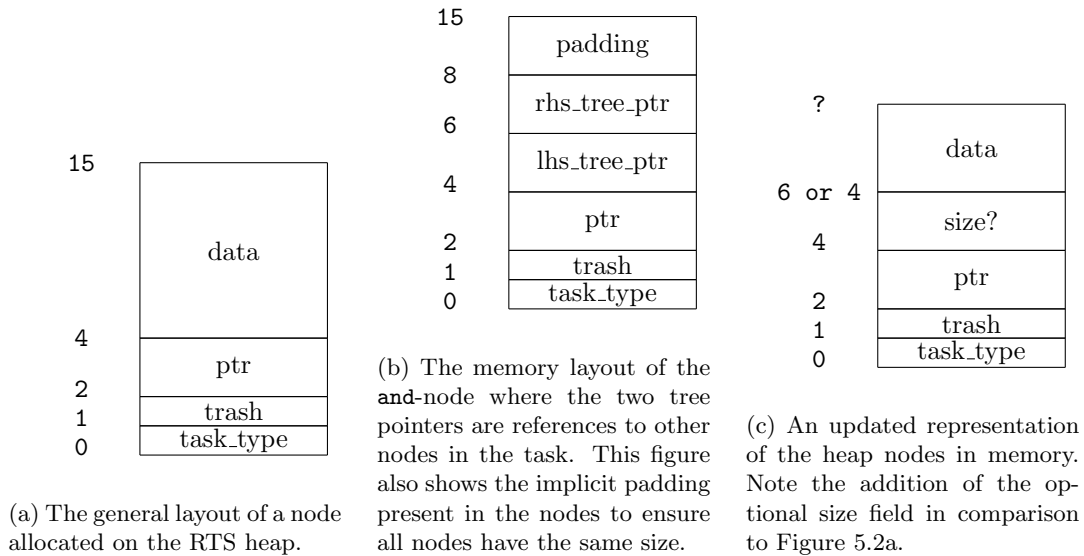 15
data
4
ptr
2
trash
1
task_type
0
(a) The general layout of a node
allocated on the RTS heap.
15
padding
8
rhs_tree_ptr
6
lhs_tree_ptr
4
ptr
2
trash
1
task_type
0
(b) The memory layout of the
and-node where the two tree
pointers are references to other
nodes in the task. This figure
also shows the implicit padding
present in the nodes to ensure
all nodes have the same size.
?
data
6 or 4
size?
4
ptr
2
trash
1
task_type
0
(c) An updated representation
of the heap nodes in memory.
Note the addition of the op-
tional size field in comparison
to Figure 5.2a.